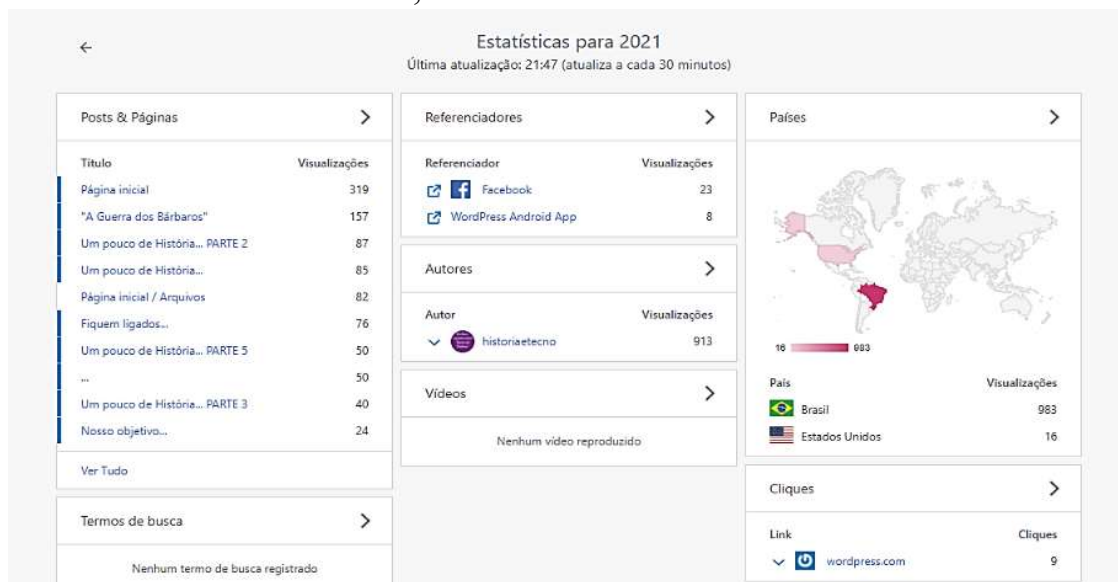 Estatísticas para 2021
Última atualização: 21:47 (atualiza a cada 30 minutos)
Posts & Páginas
Título Visualizações
Página inicial 319
"A Guerra dos Bárbaros" 157
Um pouco de História... PARTE 2 87
Um pouco de História... 85
Página inicial / Arquivos 82
Fiquem ligados... 76
Um pouco de História... PARTE 5 50
... 50
Um pouco de História... PARTE 3 40
Nosso objetivo... 24
Ver Tudo
Termos de busca
Nenhum termo de busca registrado
Referenciadores
Referenciador Visualizações
Facebook 23
WordPress Android App 8
Autores
Autor Visualizações
historiaetecno 913
Vídeos
Nenhum vídeo reproduzido
Países
16 983
País Visualizações
Brasil 983
Estados Unidos 16
Cliques
Link Cliques
wordpress.com 9